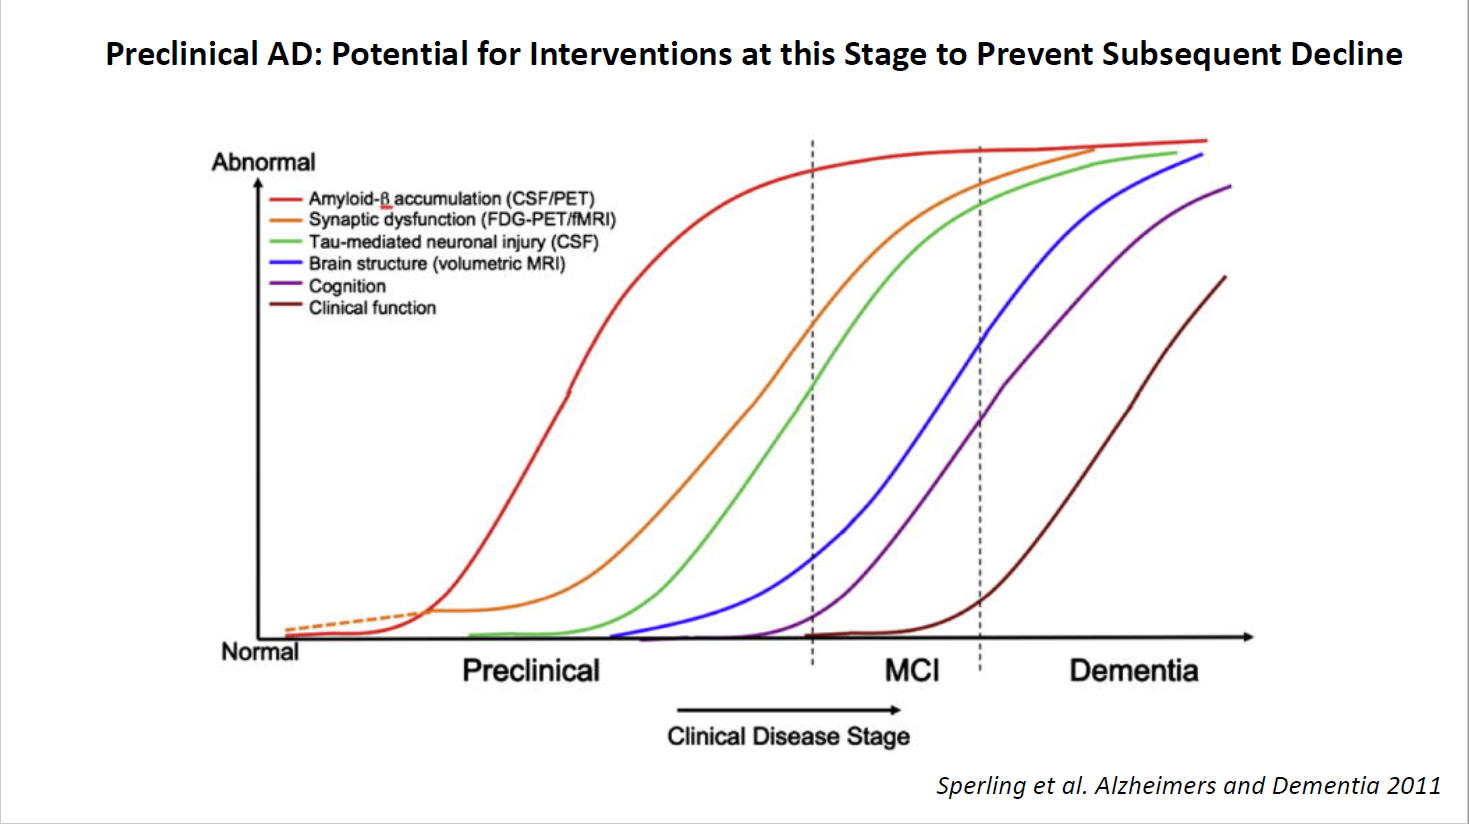 Preclinical AD: Potential for Interventions at this Stage to Prevent Subsequent Decline
Abnormal
Amyloid-β accumulation (CSF/PET)
Synaptic dysfunction (FDG-PET/fMRI)
Tau-mediated neuronal injury (CSF)
Brain structure (volumetric MRI)
Cognition
Clinical function
Normal
Preclinical
MCI
Dementia
Clinical Disease Stage
Sperling et al. Alzheimers and Dementia 2011